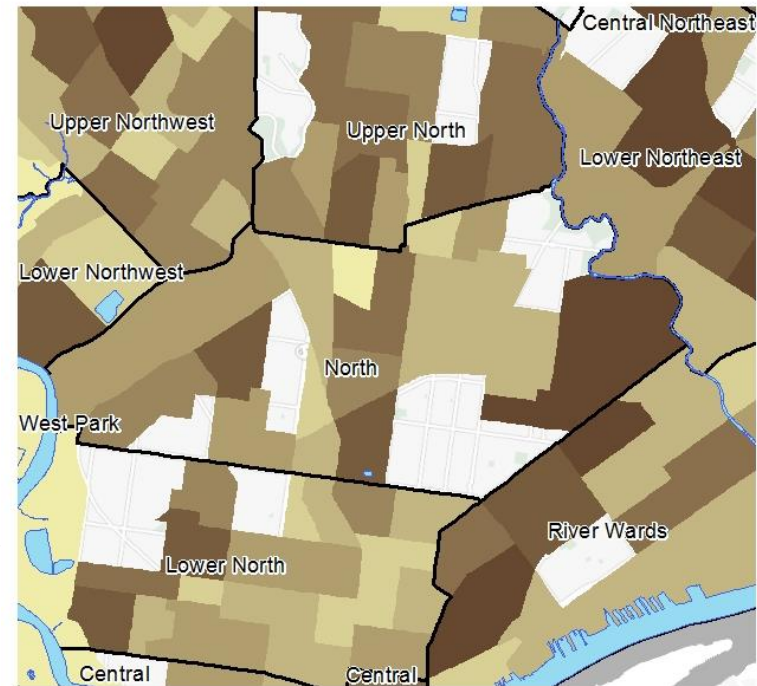 Central Northeast
Upper Northwest
Upper North
Lower Northeast
Lower Northwest
North
West Park
River Wards
Lower North
Central
Central